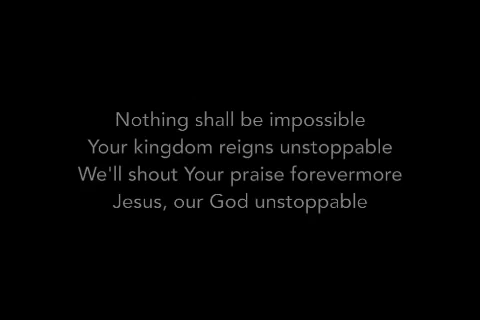 Nothing shall be impossible
Your kingdom reigns unstoppable
We'll shout Your praise forevermore
Jesus, our God unstoppable